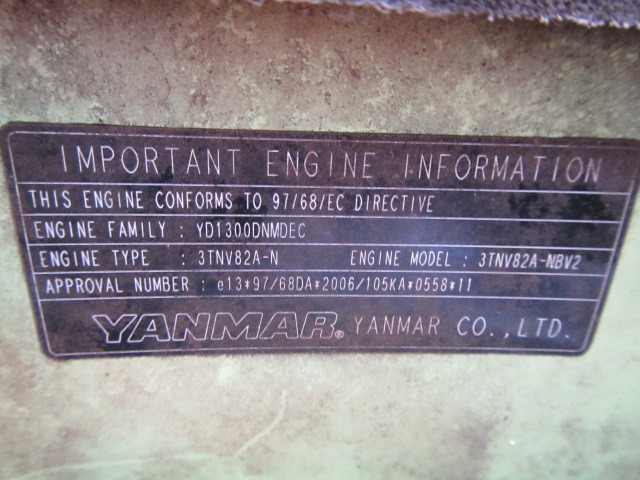 IMPORTANT ENGINE INFORMATION
THIS ENGINE CONFORMS TO 97/68/EC DIRECTIVE
ENGINE FAMILY : YD1300DNMDEC
ENGINE TYPE : 3TNV82A-N ENGINE MODEL : 3TNV82A-NBV2
APPROVAL NUMBER : e13*97/68DA*2006/105KA*0558*11
YANMAR® YANMAR CO.,LTD.